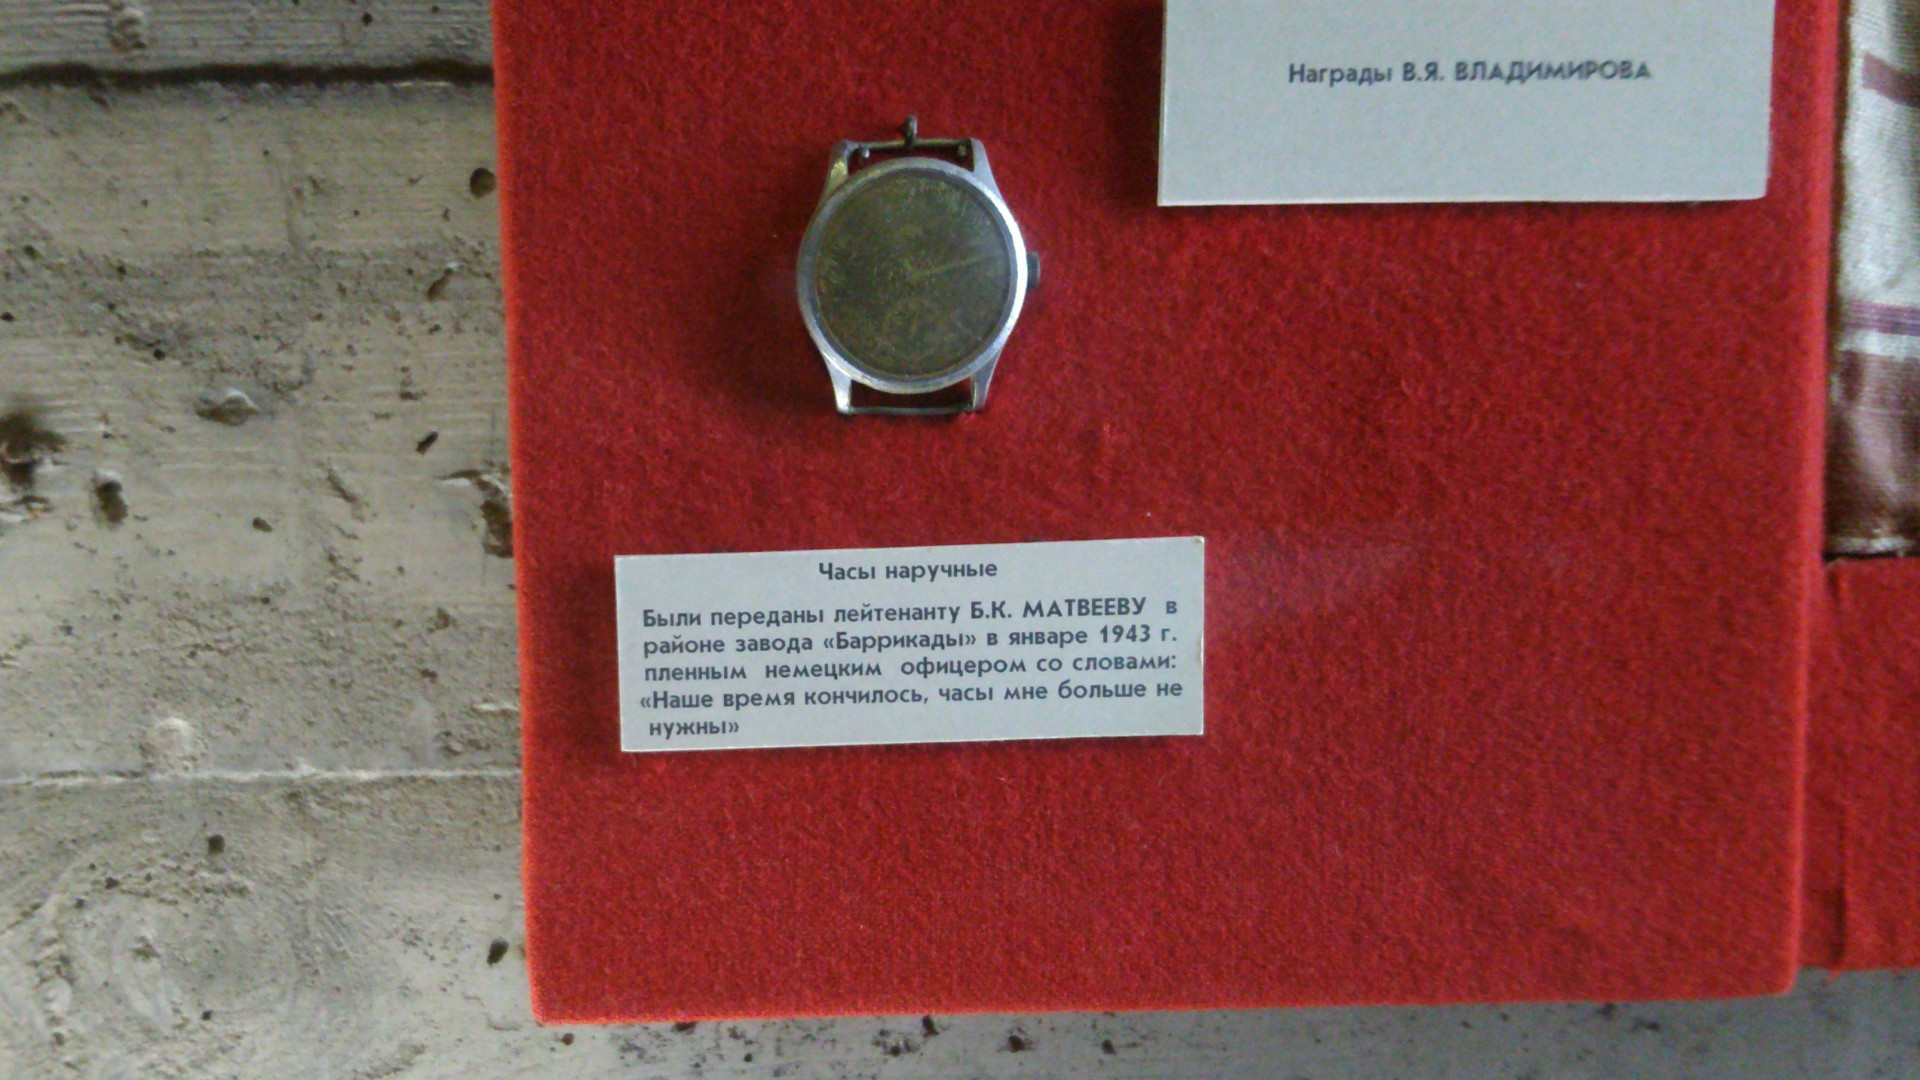 Награды В.Я. ВЛАДИМИРОВА
Часы наручные
Были переданы лейтенанту Б.К. МАТВЕЕВУ в
районе завода «Баррикады» в январе 1943 г.
пленным немецким офицером со словами:
«Наше время кончилось, часы мне больше не
нужны»